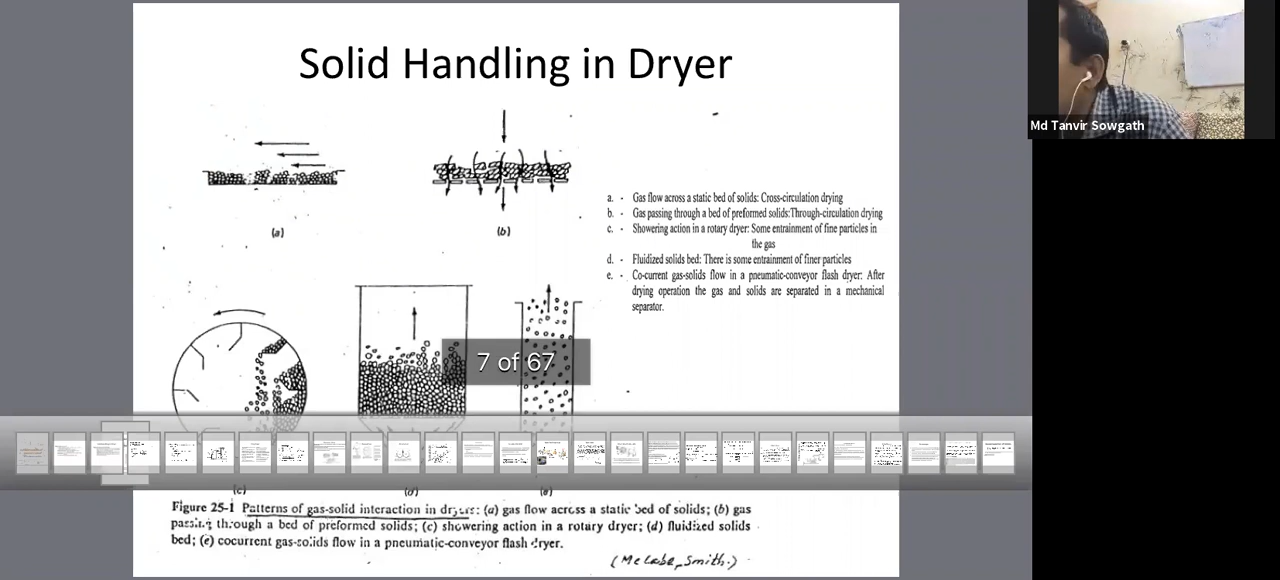 Solid Handling in Dryer
Md Tanvir Sowgath
(a)
(b)
a. - Gas flow across a static bed of solids: Cross-circulation drying
b. - Gas passing through a bed of preformed solids:Through-circulation drying
c. - Showering action in a rotary dryer: Some entrainment of fine particles in
the gas
d. - Fluidized solids bed: There is some entrainment of finer particles
e. - Co-current gas-solids flow in a pneumatic-conveyor flash dryer: After
drying operation the gas and solids are separated in a mechanical
separator.
7 of 67
(c)
(d)
(e)
Figure 25-1 Patterns of gas-solid interaction in dryers: (a) gas flow across a static bed of solids; (b) gas
passing through a bed of preformed solids; (c) showering action in a rotary dryer; (d) fluidized solids
bed; (e) cocurrent gas-solids flow in a pneumatic-conveyor flash dryer.
(McCabe, Smith.)